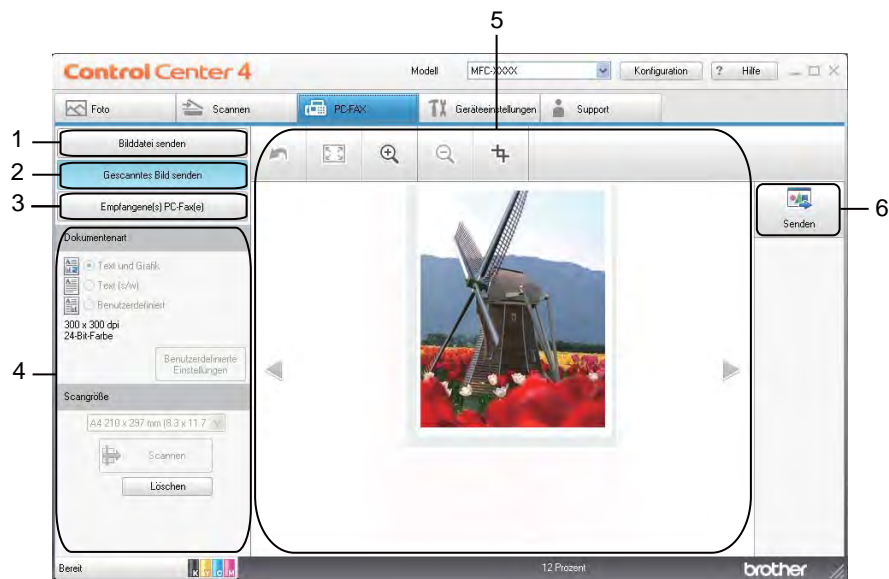 5
Control Center 4
Modell MFC-XXXX Konfiguration ? Hilfe
Foto Scannen PC-FAX Geräteeinstellungen Support
1 Bilddatei senden
2 Gescanntes Bild senden
3 Empfangene(s) PC-Fax(e)
Senden 6
Dokumentenart
Text und Grafik
Text (s/w)
Benutzerdefiniert
300 x 300 dpi
24-Bit-Farbe
Benutzerdefinierte
Einstellungen
4
Scangröße
A4 210 x 297 mm (8.3 x 11.7
Scannen
Löschen
Bereit K Y C M 12 Prozent brother